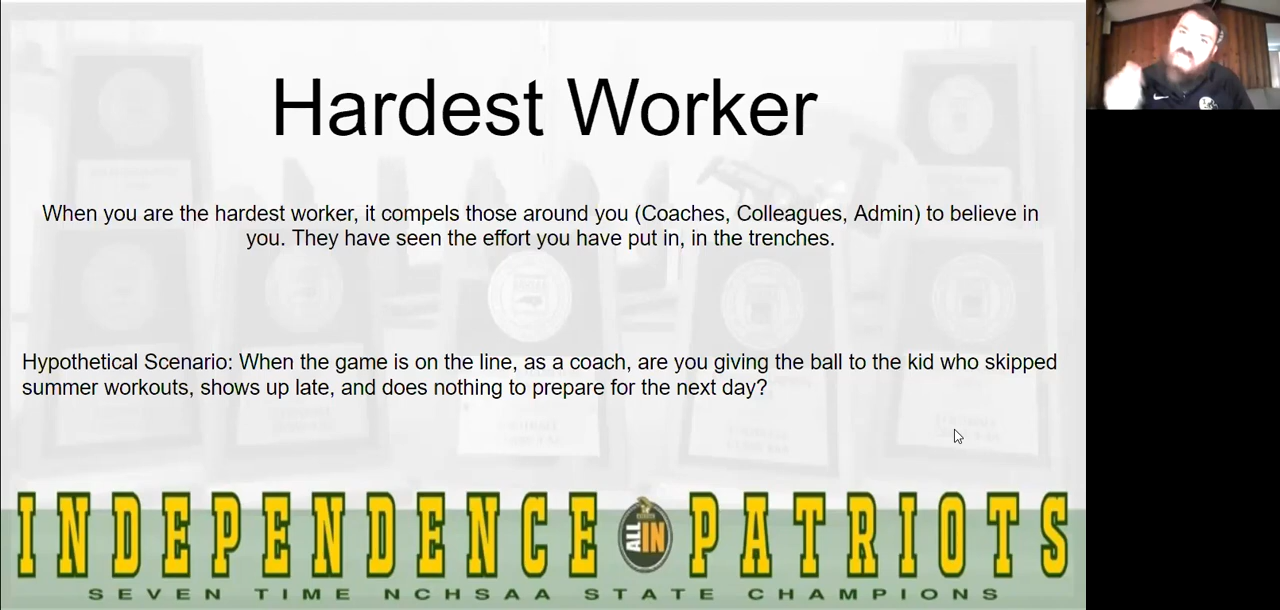 Hardest Worker
When you are the hardest worker, it compels those around you (Coaches, Colleagues, Admin) to believe in
you. They have seen the effort you have put in, in the trenches.
Hypothetical Scenario: When the game is on the line, as a coach, are you giving the ball to the kid who skipped
summer workouts, shows up late, and does nothing to prepare for the next day?
INDEPENDENCE ALL IN PATRIOTS
SEVEN TIME NCHSAA STATE CHAMPIONS